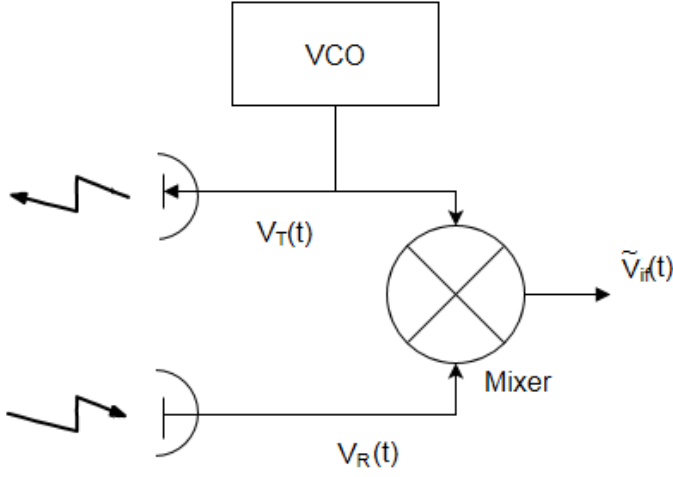 VCO
V_T(t)
Ṽ_if(t)
Mixer
V_R(t)